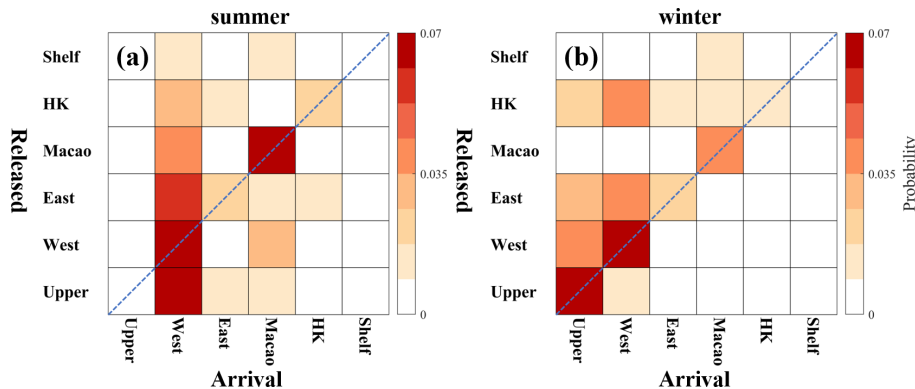 summer
winter
(a)
(b)
Released
Shelf
HK
Macao
East
West
Upper
Upper
West
East
Macao
HK
Shelf
Arrival
0.07
0.035
0
Released
Shelf
HK
Macao
East
West
Upper
Upper
West
East
Macao
HK
Shelf
Arrival
0.07
0.035
0
Probability